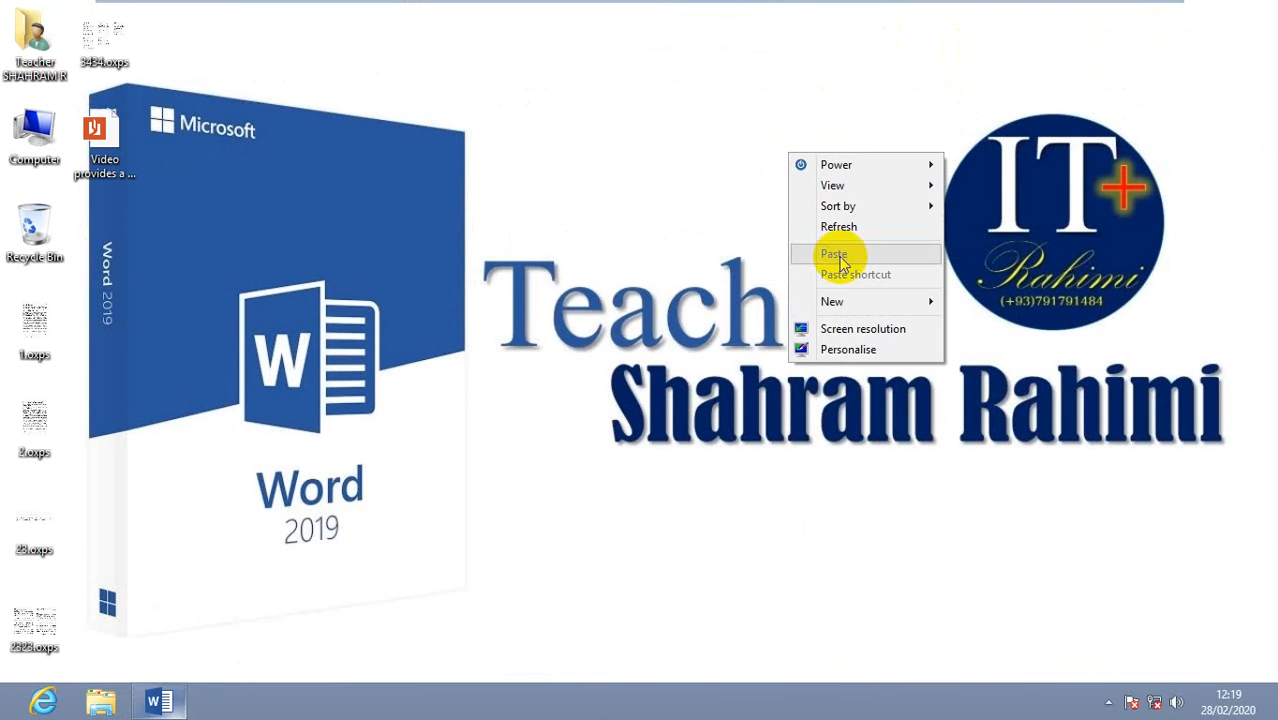 Teacher
SHAHRAM R
3434.oxps
Computer
Video
provides a ...
Recycle Bin
1.oxps
2.oxps
23.oxps
2323.oxps
Microsoft
Word 2019
Word
2019
Teach
Shahram Rahimi
IT+
Rahimi
(+93)791791484
Power
View
Sort by
Refresh
Paste
Paste shortcut
New
Screen resolution
Personalise
12:19
28/02/2020